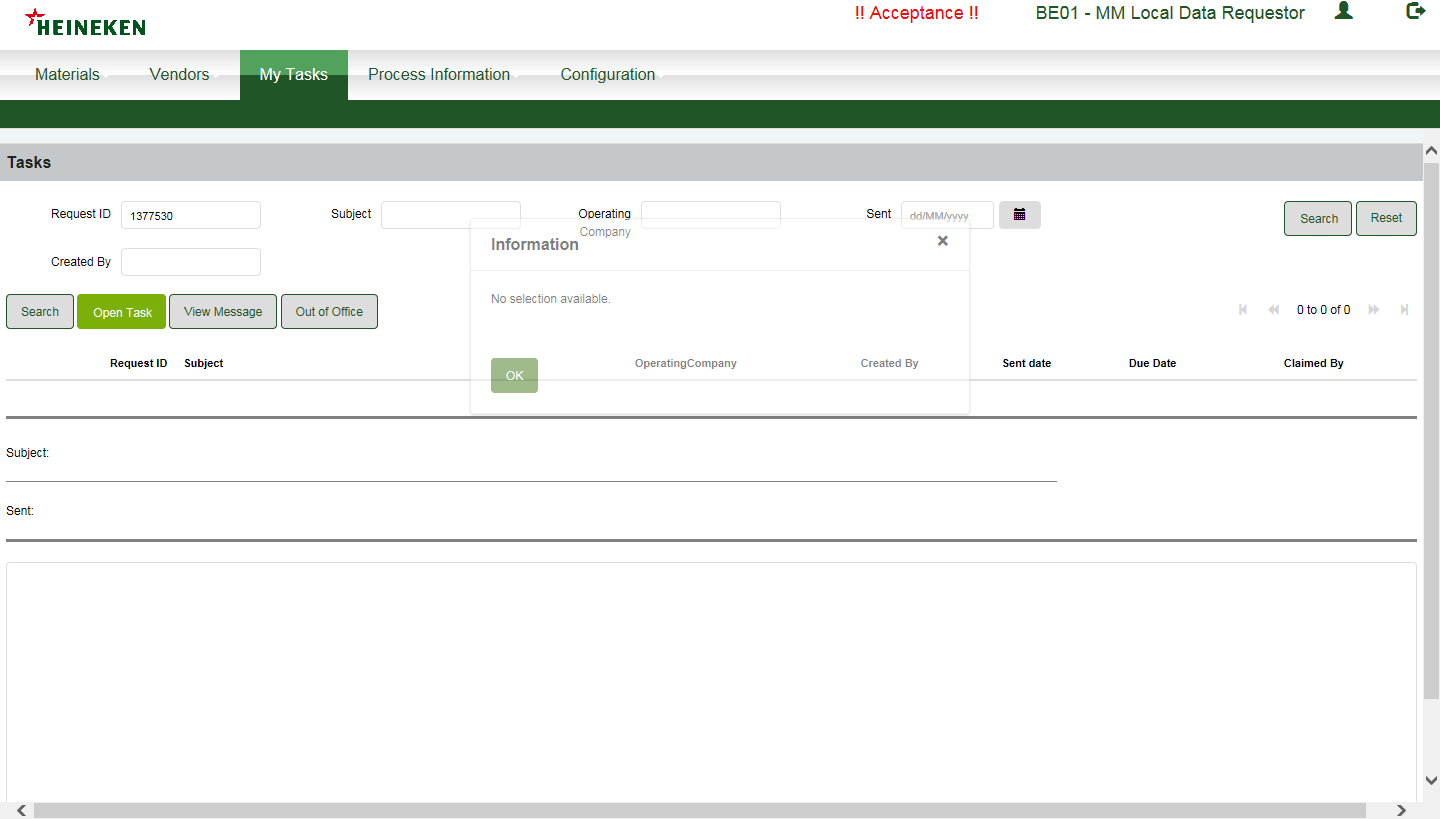 HEINEKEN
!! Acceptance !!
BE01 - MM Local Data Requestor
Materials
Vendors
My Tasks
Process Information
Configuration
Tasks
Request ID
1377530
Subject
Operating
Company
Sent
dd/MM/yyyy
Search
Reset
Created By
Information
No selection available.
OK
Search
Open Task
View Message
Out of Office
0 to 0 of 0
Request ID
Subject
OperatingCompany
Created By
Sent date
Due Date
Claimed By
Subject:
Sent: